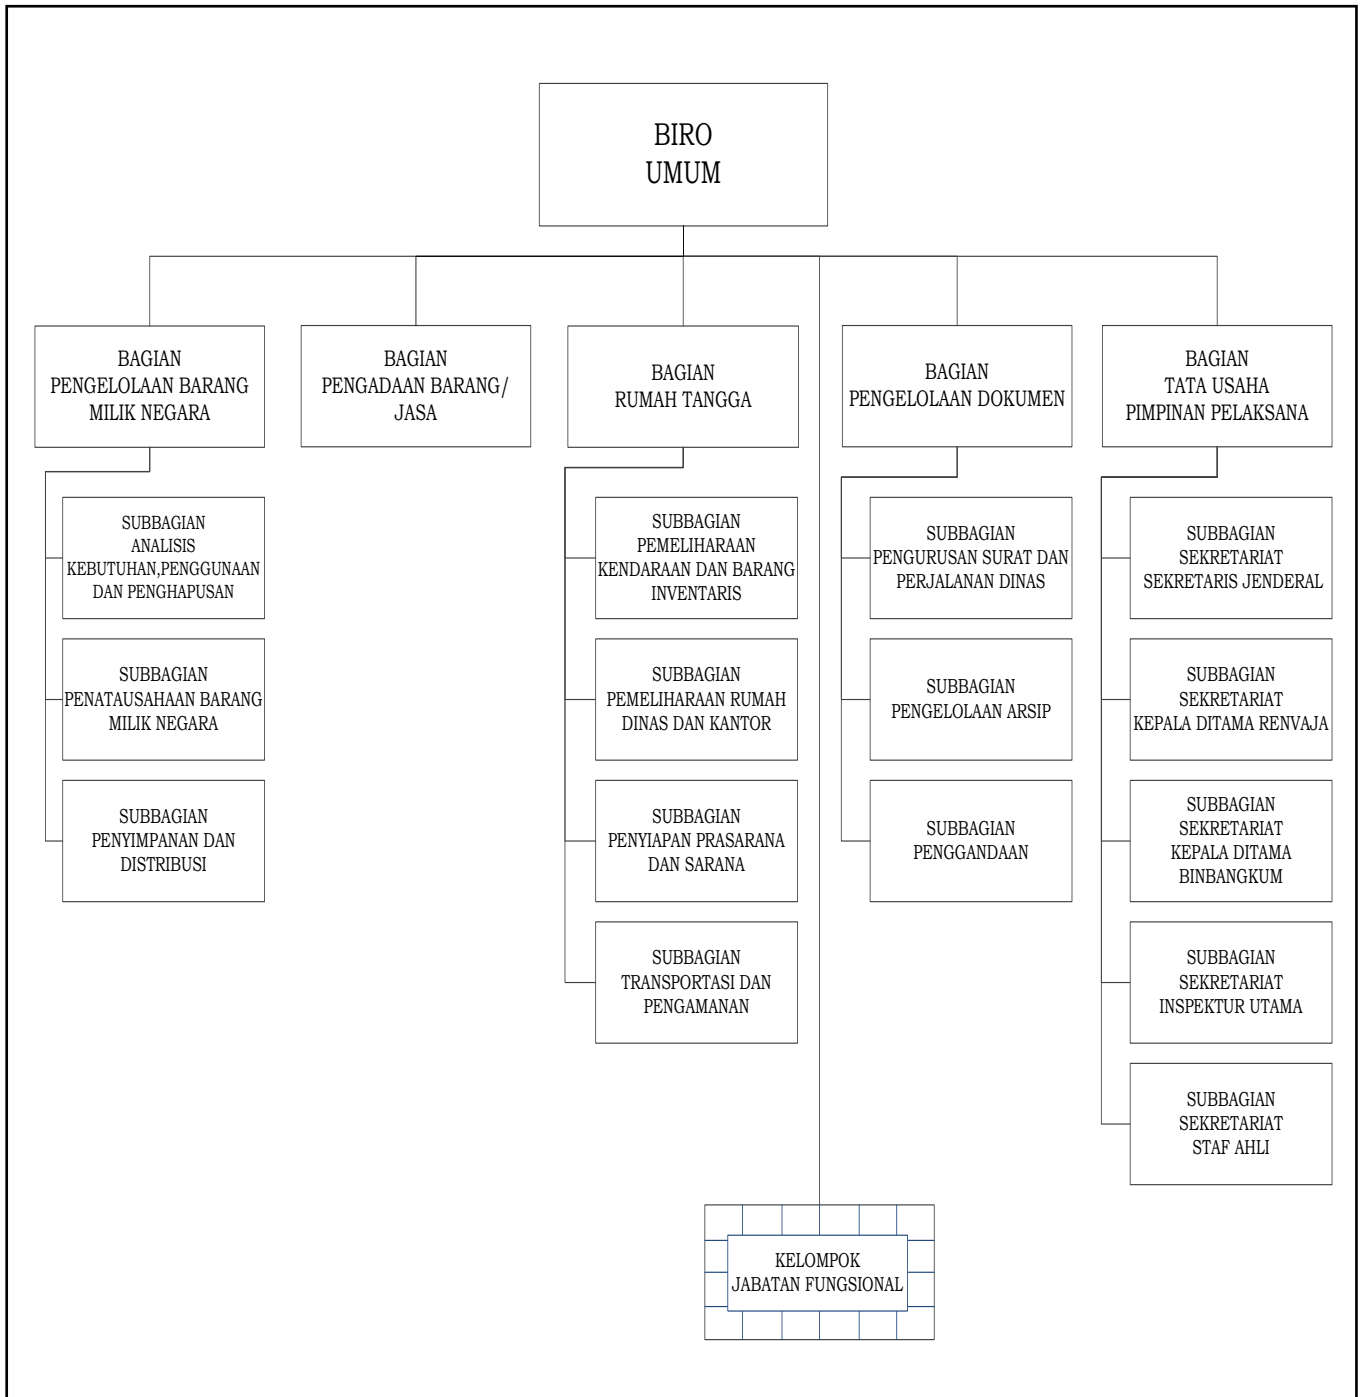 BIRO
UMUM
BAGIAN
PENGELOLAAN BARANG
MILIK NEGARA
BAGIAN
PENGADAAN BARANG/
JASA
BAGIAN
RUMAH TANGGA
BAGIAN
PENGELOLAAN DOKUMEN
BAGIAN
TATA USAHA
PIMPINAN PELAKSANA
SUBBAGIAN
ANALISIS
KEBUTUHAN,PENGGUNAAN
DAN PENGHAPUSAN
SUBBAGIAN
PENATAUSAHAAN BARANG
MILIK NEGARA
SUBBAGIAN
PENYIMPANAN DAN
DISTRIBUSI
SUBBAGIAN
PEMELIHARAAN
KENDARAAN DAN BARANG
INVENTARIS
SUBBAGIAN
PEMELIHARAAN RUMAH
DINAS DAN KANTOR
SUBBAGIAN
PENYIAPAN PRASARANA
DAN SARANA
SUBBAGIAN
TRANSPORTASI DAN
PENGAMANAN
SUBBAGIAN
PENGURUSAN SURAT DAN
PERJALANAN DINAS
SUBBAGIAN
PENGELOLAAN ARSIP
SUBBAGIAN
PENGGANDAAN
SUBBAGIAN
SEKRETARIAT
SEKRETARIS JENDERAL
SUBBAGIAN
SEKRETARIAT
KEPALA DITAMA RENVAJA
SUBBAGIAN
SEKRETARIAT
KEPALA DITAMA
BINBANGKUM
SUBBAGIAN
SEKRETARIAT
INSPEKTUR UTAMA
SUBBAGIAN
SEKRETARIAT
STAF AHLI
KELOMPOK
JABATAN FUNGSIONAL